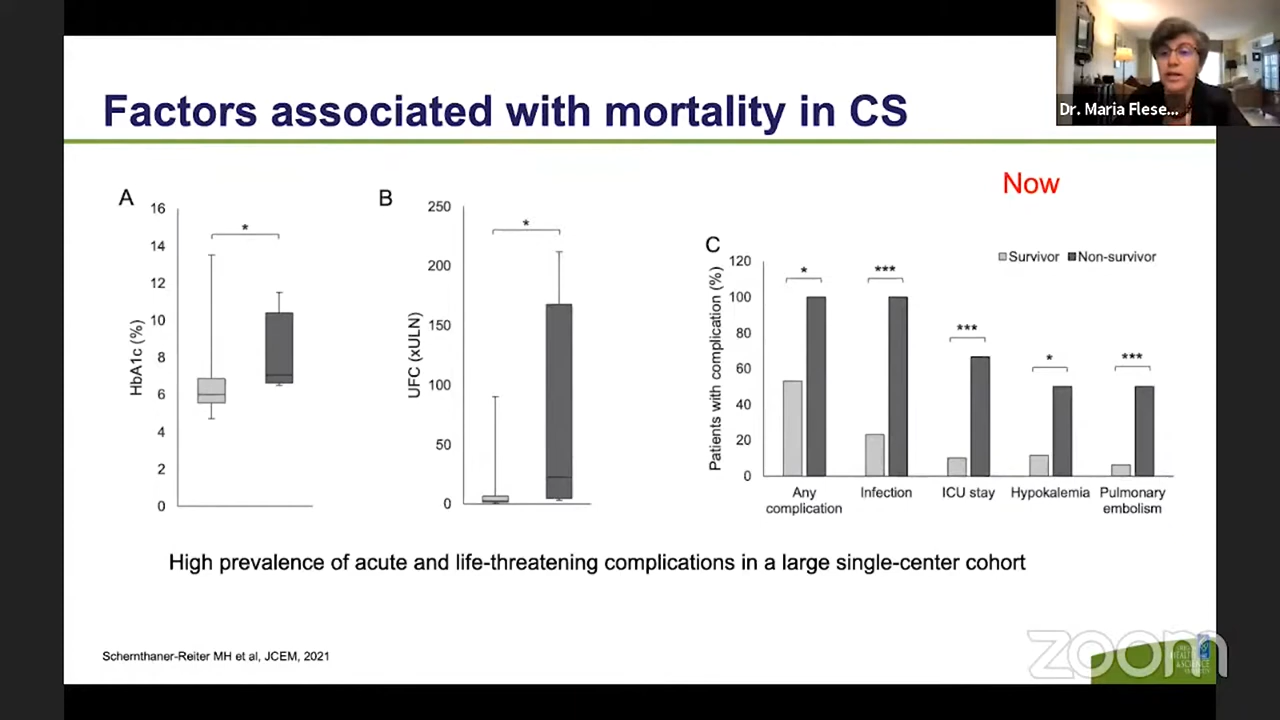 Dr. Maria Flese...
Factors associated with mortality in CS
Now
A
16
14
12
10
8
6
4
2
0
HbA1c (%)
*
B
250
200
150
100
50
0
UFC (xULN)
*
C
Survivor Non-survivor
120
100
80
60
40
20
0
Patients with complication (%)
* *** *** * ***
Any complication
Infection
ICU stay
Hypokalemia
Pulmonary embolism
High prevalence of acute and life-threatening complications in a large single-center cohort
Schernthaner-Reiter MH et al, JCEM, 2021
zoom
HEALTH
&SCIENCE